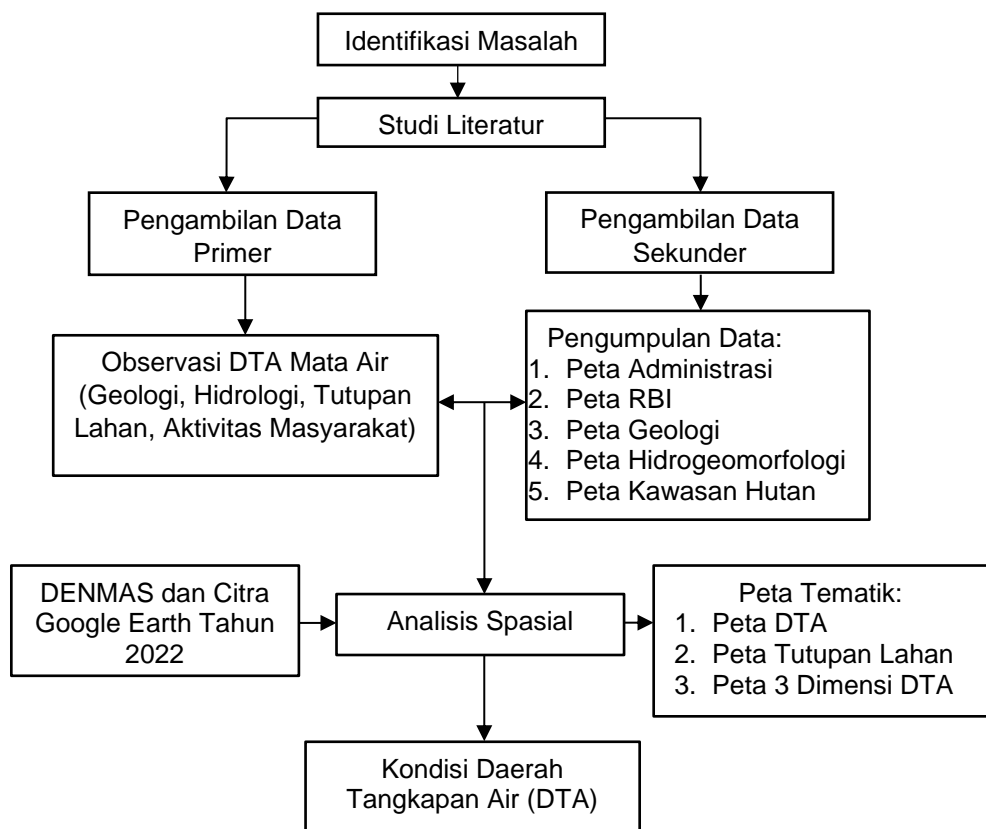 Identifikasi Masalah
Studi Literatur
Pengambilan Data
Primer
Pengambilan Data
Sekunder
Observasi DTA Mata Air
(Geologi, Hidrologi, Tutupan
Lahan, Aktivitas Masyarakat)
Pengumpulan Data:
1. Peta Administrasi
2. Peta RBI
3. Peta Geologi
4. Peta Hidrogeomorfologi
5. Peta Kawasan Hutan
DENMAS dan Citra
Google Earth Tahun
2022
Analisis Spasial
Peta Tematik:
1. Peta DTA
2. Peta Tutupan Lahan
3. Peta 3 Dimensi DTA
Kondisi Daerah
Tangkapan Air (DTA)